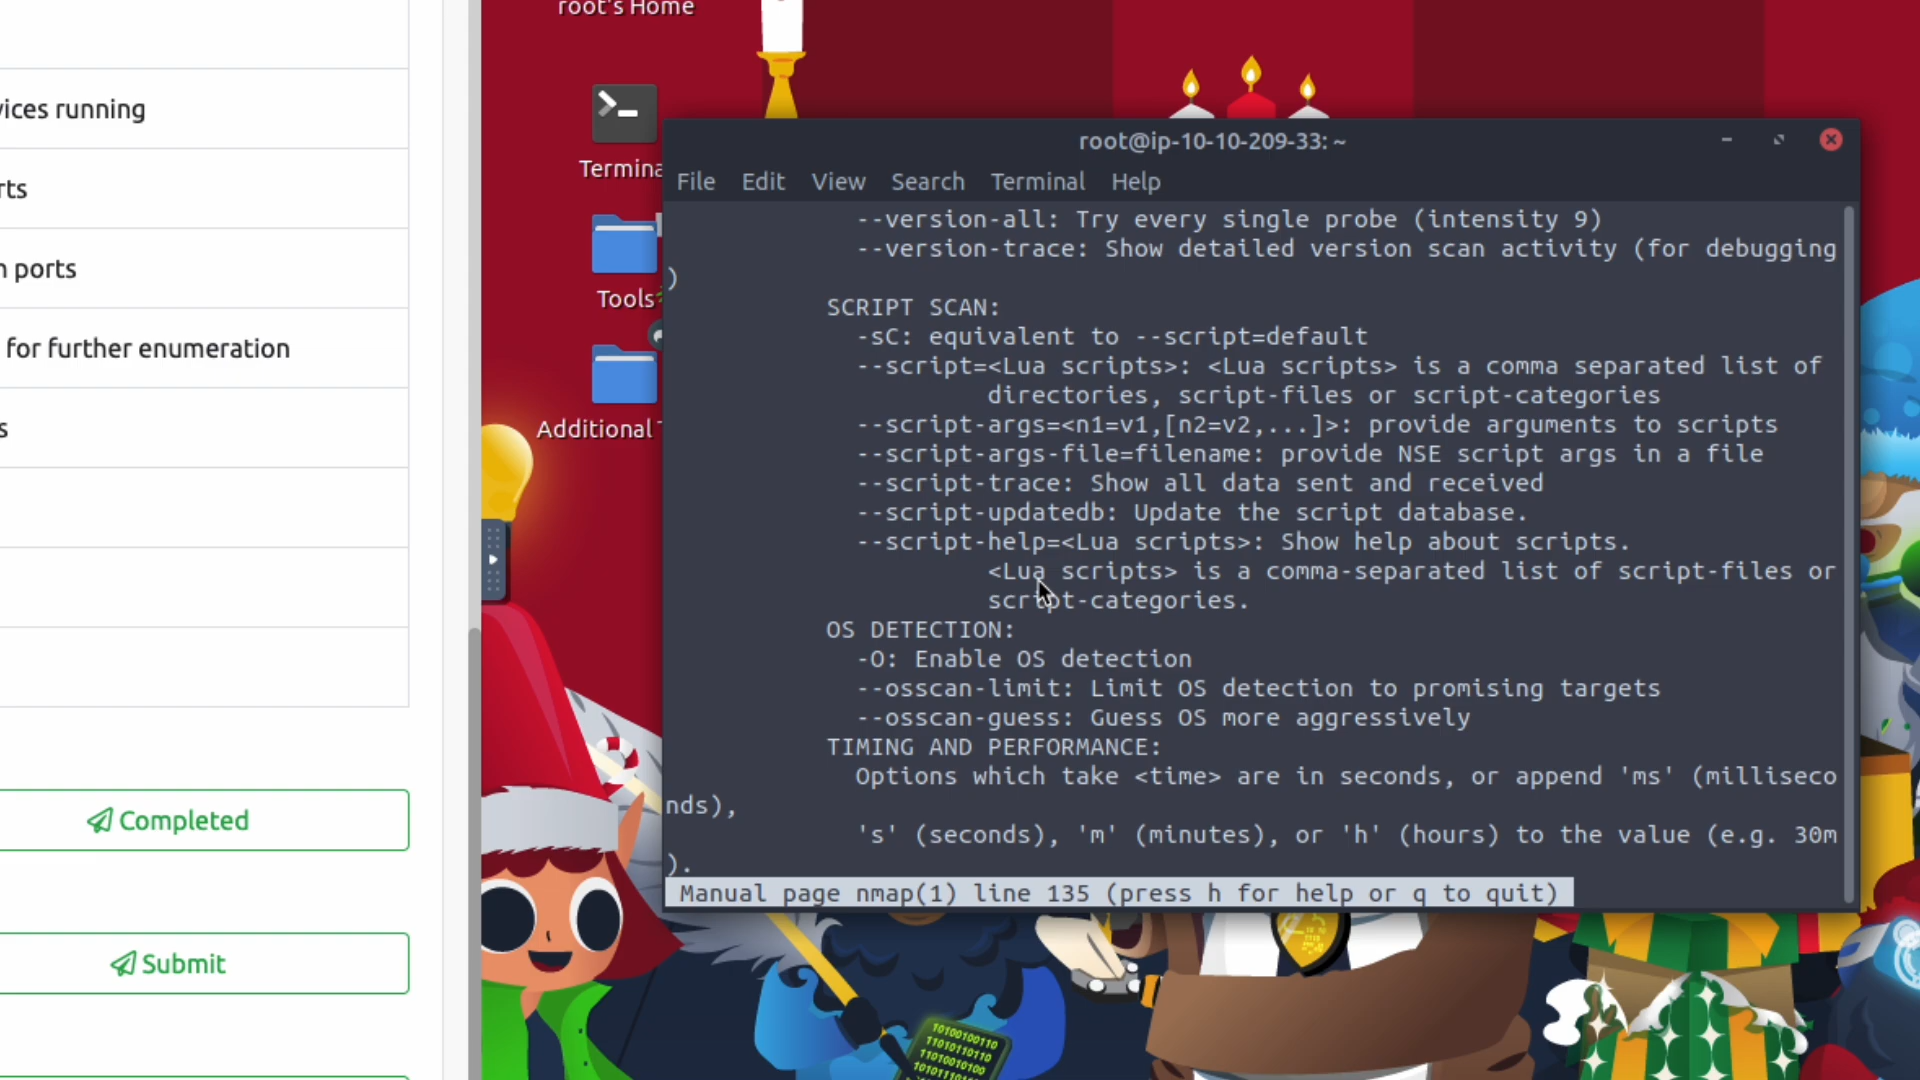 root's Home
vices running
rts
n ports
for further enumeration
s
Completed
Submit
Termina
Tools
Additional T
root@ip-10-10-209-33: ~
File Edit View Search Terminal Help
--version-all: Try every single probe (intensity 9)
--version-trace: Show detailed version scan activity (for debugging
)
SCRIPT SCAN:
-sC: equivalent to --script=default
--script=<Lua scripts>: <Lua scripts> is a comma separated list of
directories, script-files or script-categories
--script-args=<n1=v1,[n2=v2,...]>: provide arguments to scripts
--script-args-file=filename: provide NSE script args in a file
--script-trace: Show all data sent and received
--script-updatedb: Update the script database.
--script-help=<Lua scripts>: Show help about scripts.
<Lua scripts> is a comma-separated list of script-files or
script-categories.
OS DETECTION:
-O: Enable OS detection
--osscan-limit: Limit OS detection to promising targets
--osscan-guess: Guess OS more aggressively
TIMING AND PERFORMANCE:
Options which take <time> are in seconds, or append 'ms' (milliseco
nds),
's' (seconds), 'm' (minutes), or 'h' (hours) to the value (e.g. 30m
).
Manual page nmap(1) line 135 (press h for help or q to quit)
10100100110
11010110110
11010010100